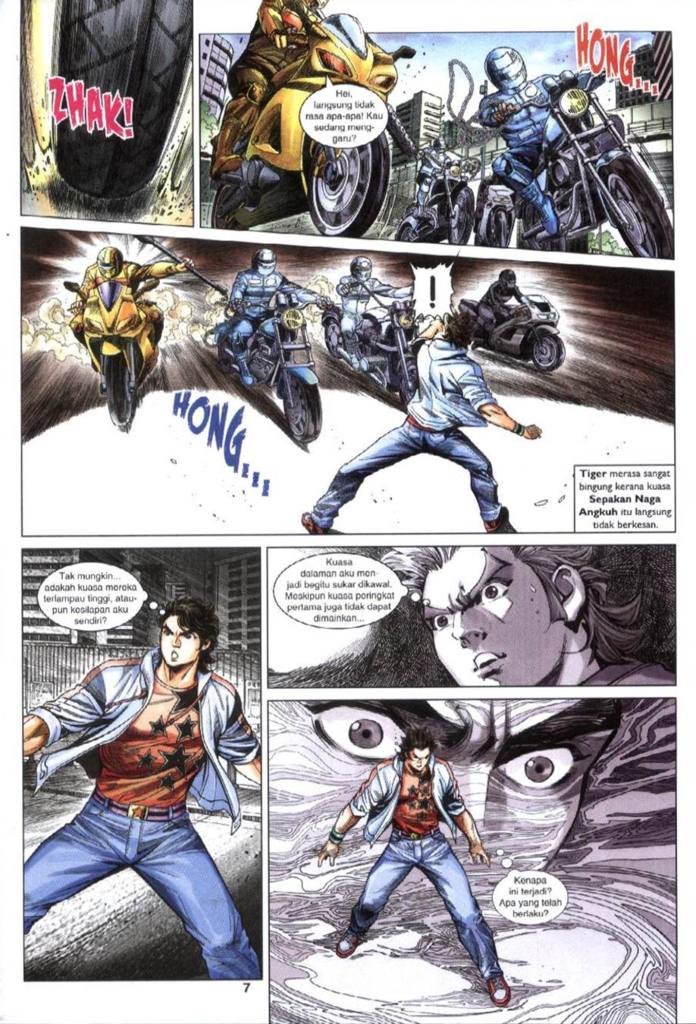 ZHAK!
HONG...
Hei,
langsung tidak
rasa apa-apa! Kau
sedang meng-
garu?
!
HONG...
Tiger merasa sangat
bingung kerana kuasa
Sepakan Naga
Angkuh itu langsung
tidak berkesan.
Tak mungkin...
adakah kuasa mereka
terlampau tinggi, atau-
pun kesilapan aku
sendiri?
Kuasa
dalaman aku men-
jadi begitu sukar dikawal.
Meskipun kuasa peringkat
pertama juga tidak dapat
dimainkan...
Kenapa
ini terjadi?
Apa yang telah
berlaku?
7